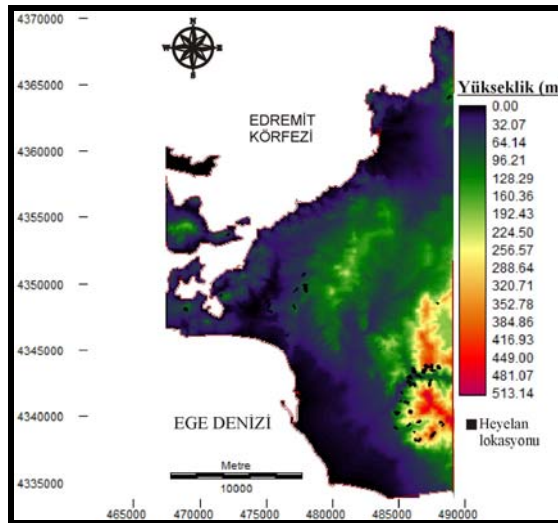 4370000
4365000
4360000
4355000
4350000
4345000
4340000
4335000
N
W
E
S
EDREMİT
KÖRFEZİ
EGE DENİZİ
Metre
10000
465000 470000 475000 480000 485000 490000
Yükseklik (m
0.00
32.07
64.14
96.21
128.29
160.36
192.43
224.50
256.57
288.64
320.71
352.78
384.86
416.93
449.00
481.07
513.14
Heyelan
lokasyonu